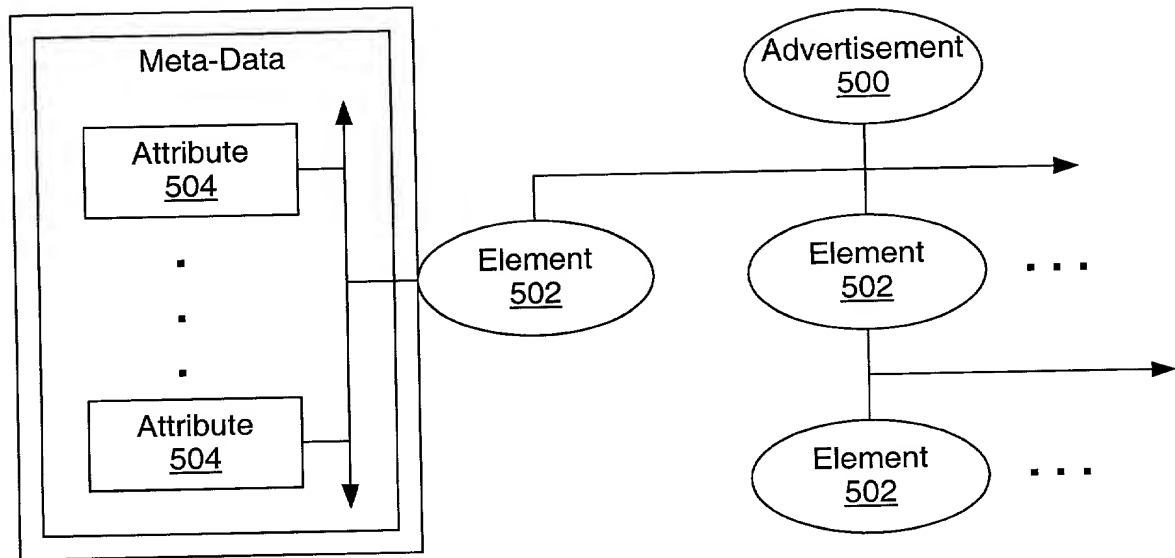 Meta-Data
Attribute
504
Attribute
504
Advertisement
500
Element
502
Element
502
Element
502